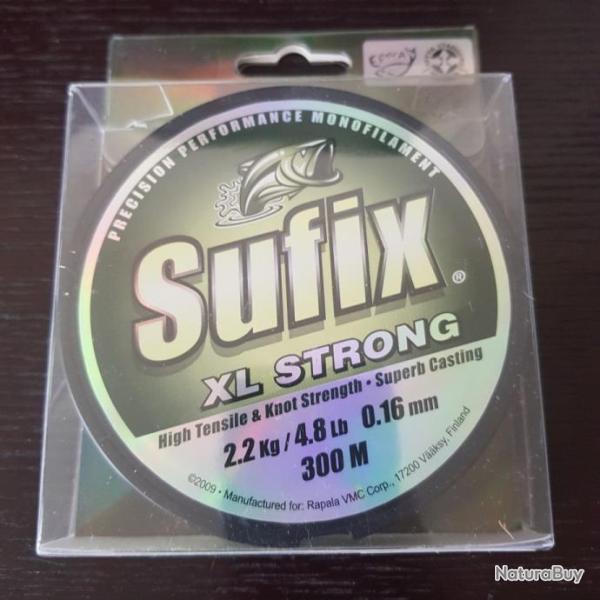 PRECISION PERFORMANCE MONOFILAMENT
Sufix®
XL STRONG
High Tensile & Knot Strength • Superb Casting
2.2 Kg / 4.8 Lb 0.16 mm
300 M
©2009 • Manufactured for: Rapala VMC Corp., 17200 Vääksy, Finland
NaturaBuy